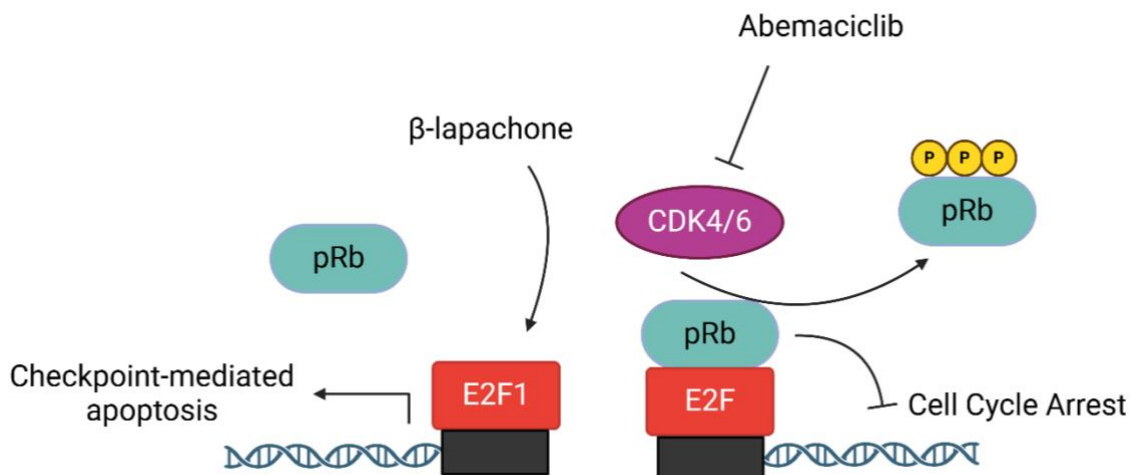 Abemaciclib
β-lapachone
P P P
pRb
CDK4/6
pRb
pRb
Checkpoint-mediated
apoptosis
E2F1
E2F
Cell Cycle Arrest